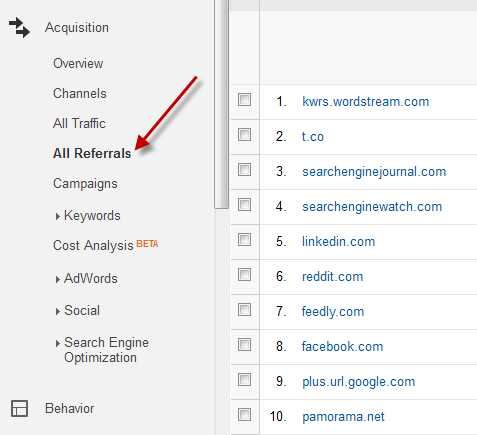 Acquisition
Overview
Channels
All Traffic
All Referrals
Campaigns
Keywords
Cost Analysis BETA
AdWords
Social
Search Engine
Optimization
Behavior
1. kwrs.wordstream.com
2. t.co
3. searchenginejournal.com
4. searchenginewatch.com
5. linkedin.com
6. reddit.com
7. feedly.com
8. facebook.com
9. plus.url.google.com
10. pamorama.net